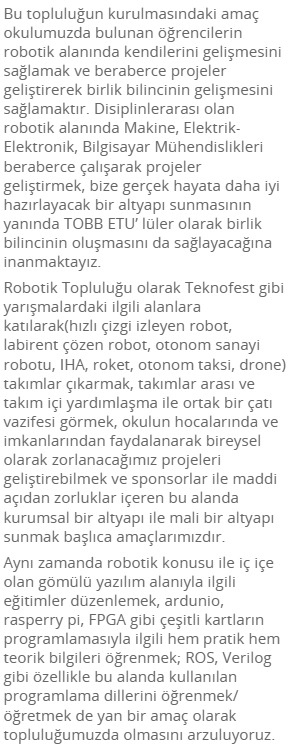 Bu topluluğun kurulmasındaki amaç
okulumuzda bulunan öğrencilerin
robotik alanında kendilerini gelişmesini
sağlamak ve beraberce projeler
geliştirerek birlik bilincinin gelişmesini
sağlamaktır. Disiplinlerarası olan
robotik alanında Makine, Elektrik-
Elektronik, Bilgisayar Mühendislikleri
beraberce çalışarak projeler
geliştirmek, bize gerçek hayata daha iyi
hazırlayacak bir altyapı sunmasının
yanında TOBB ETU’ lüler olarak birlik
bilincinin oluşmasını da sağlayacağına
inanmaktayız.
Robotik Topluluğu olarak Teknofest gibi
yarışmalardaki ilgili alanlara
katılarak(hızlı çizgi izleyen robot,
labirent çözen robot, otonom sanayi
robotu, IHA, roket, otonom taksi, drone)
takımlar çıkarmak, takımlar arası ve
takım içi yardımlaşma ile ortak bir çatı
vazifesi görmek, okulun hocalarında ve
imkanlarından faydalanarak bireysel
olarak zorlanacağımız projeleri
geliştirebilmek ve sponsorlar ile maddi
açıdan zorluklar içeren bu alanda
kurumsal bir altyapı ile mali bir altyapı
sunmak başlıca amaçlarımızdır.
Aynı zamanda robotik konusu ile iç içe
olan gömülü yazılım alanıyla ilgili
eğitimler düzenlemek, ardunio,
rasperry pi, FPGA gibi çeşitli kartların
programlamasıyla ilgili hem pratik hem
teorik bilgileri öğrenmek; ROS, Verilog
gibi özellikle bu alanda kullanılan
programlama dillerini öğrenmek/
öğretmek de yan bir amaç olarak
topluluğumuzda olmasını arzuluyoruz.